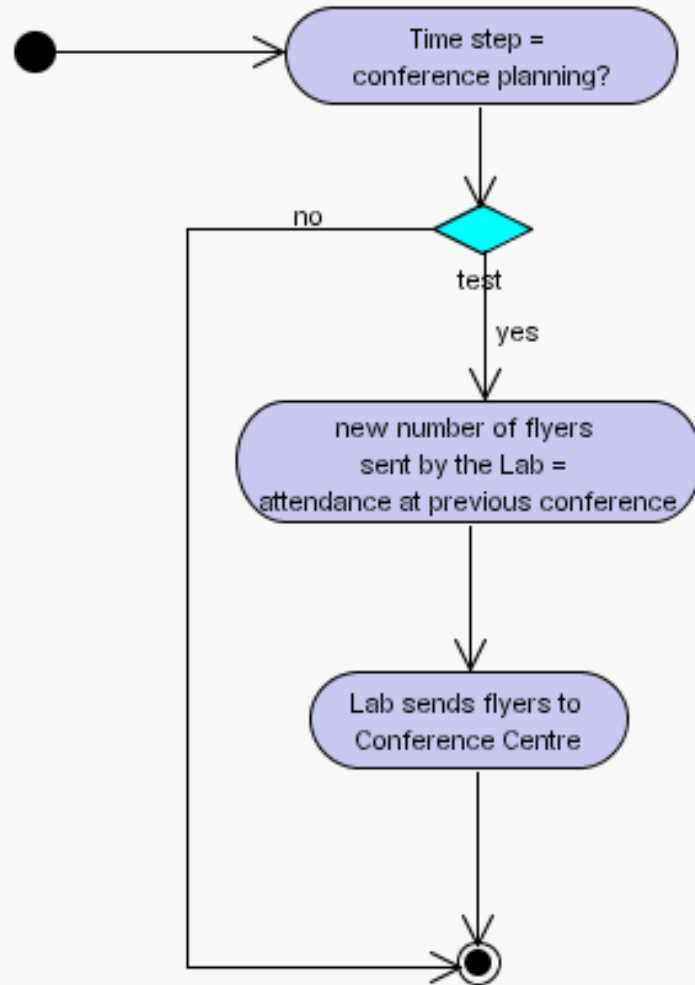 Time step =
conference planning?
no
test
yes
new number of flyers
sent by the Lab =
attendance at previous conference
Lab sends flyers to
Conference Centre